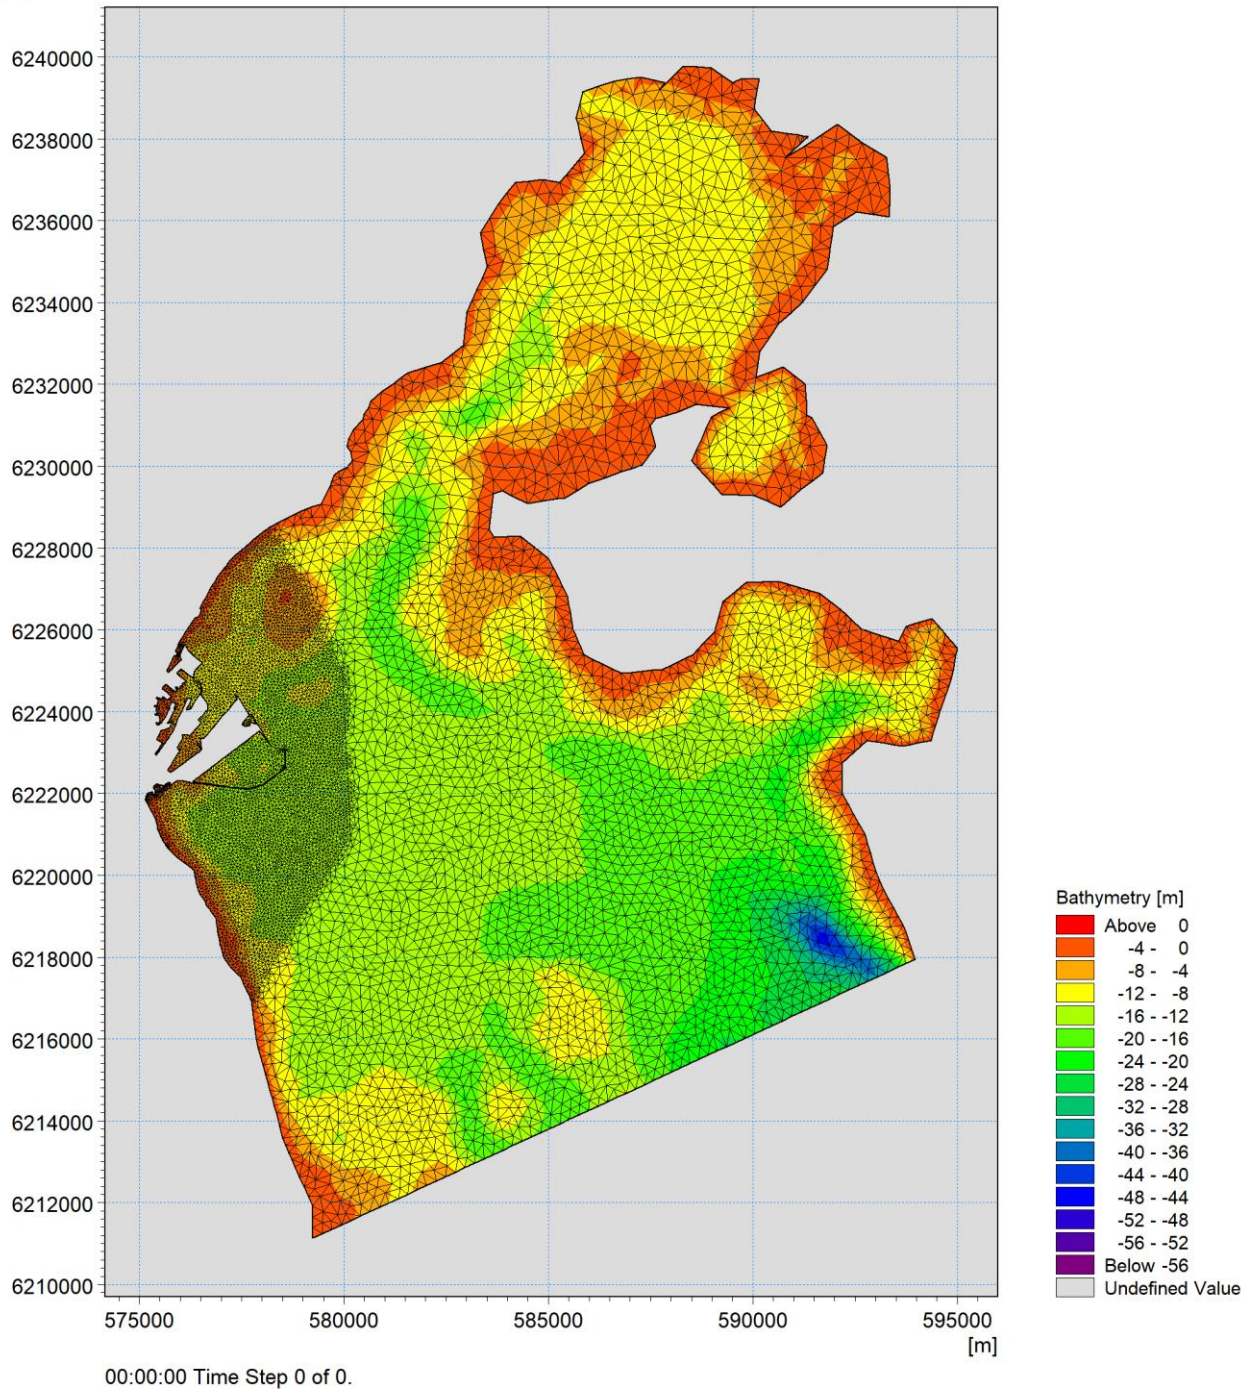 6240000
6238000
6236000
6234000
6232000
6230000
6228000
6226000
6224000
6222000
6220000
6218000
6216000
6214000
6212000
6210000
575000 580000 585000 590000 595000
[m]
00:00:00 Time Step 0 of 0.
Bathymetry [m]
Above 0
-4 - 0
-8 - -4
-12 - -8
-16 - -12
-20 - -16
-24 - -20
-28 - -24
-32 - -28
-36 - -32
-40 - -36
-44 - -40
-48 - -44
-52 - -48
-56 - -52
Below -56
Undefined Value